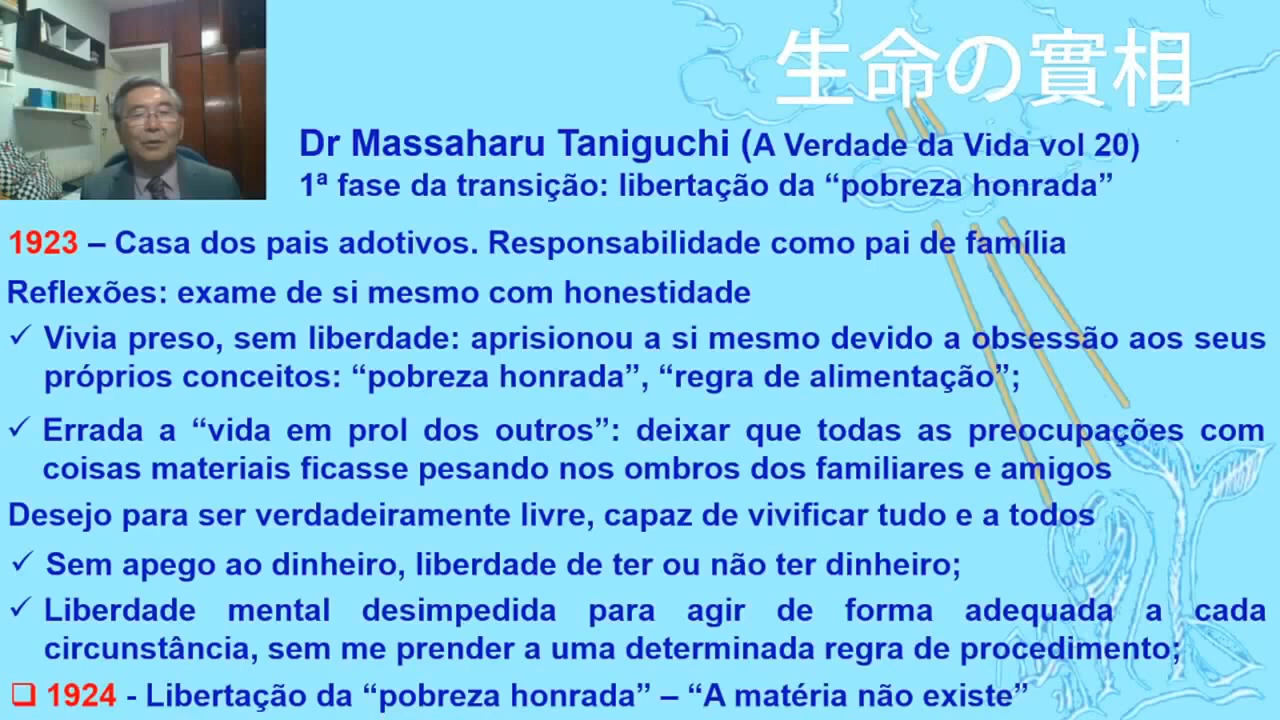 生命の實相
Dr Massaharu Taniguchi (A Verdade da Vida vol 20)
1ª fase da transição: libertação da “pobreza honrada”
1923 – Casa dos pais adotivos. Responsabilidade como pai de família
Reflexões: exame de si mesmo com honestidade
✓ Vivia preso, sem liberdade: aprisionou a si mesmo devido a obsessão aos seus
próprios conceitos: “pobreza honrada”, “regra de alimentação”;
✓ Errada a “vida em prol dos outros”: deixar que todas as preocupações com
coisas materiais ficasse pesando nos ombros dos familiares e amigos
Desejo para ser verdadeiramente livre, capaz de vivificar tudo e a todos
✓ Sem apego ao dinheiro, liberdade de ter ou não ter dinheiro;
✓ Liberdade mental desimpedida para agir de forma adequada a cada
circunstância, sem me prender a uma determinada regra de procedimento;
❑ 1924 - Libertação da “pobreza honrada” – “A matéria não existe”